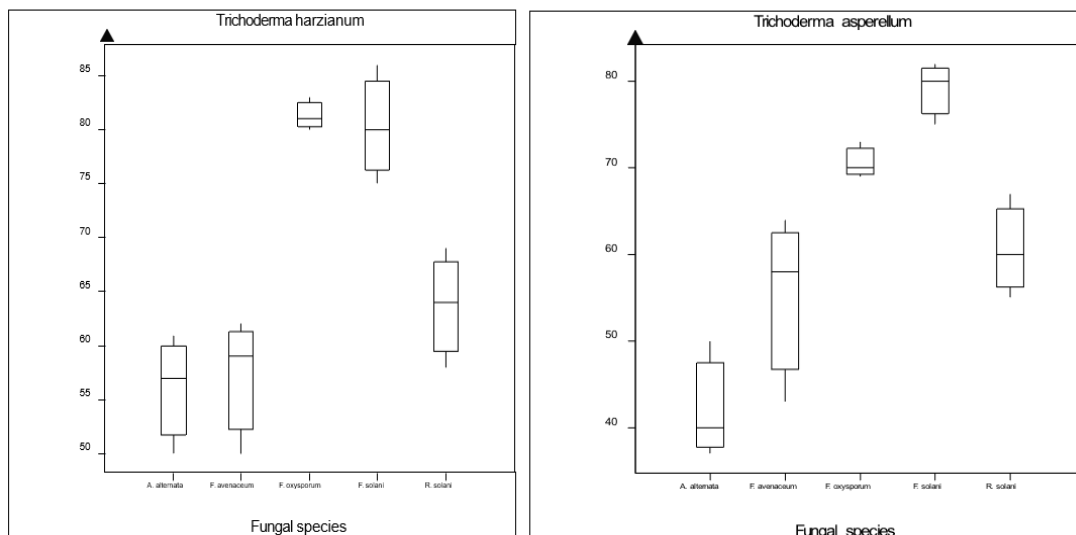 Trichoderma harzianum
85
80
75
70
65
60
55
50
A. alternata F. avenaceum F. oxysporum F. solani R. solani
Fungal species
Trichoderma asperellum
80
70
60
50
40
A. alternata F. avenaceum F. oxysporum F. solani R. solani
Fungal species